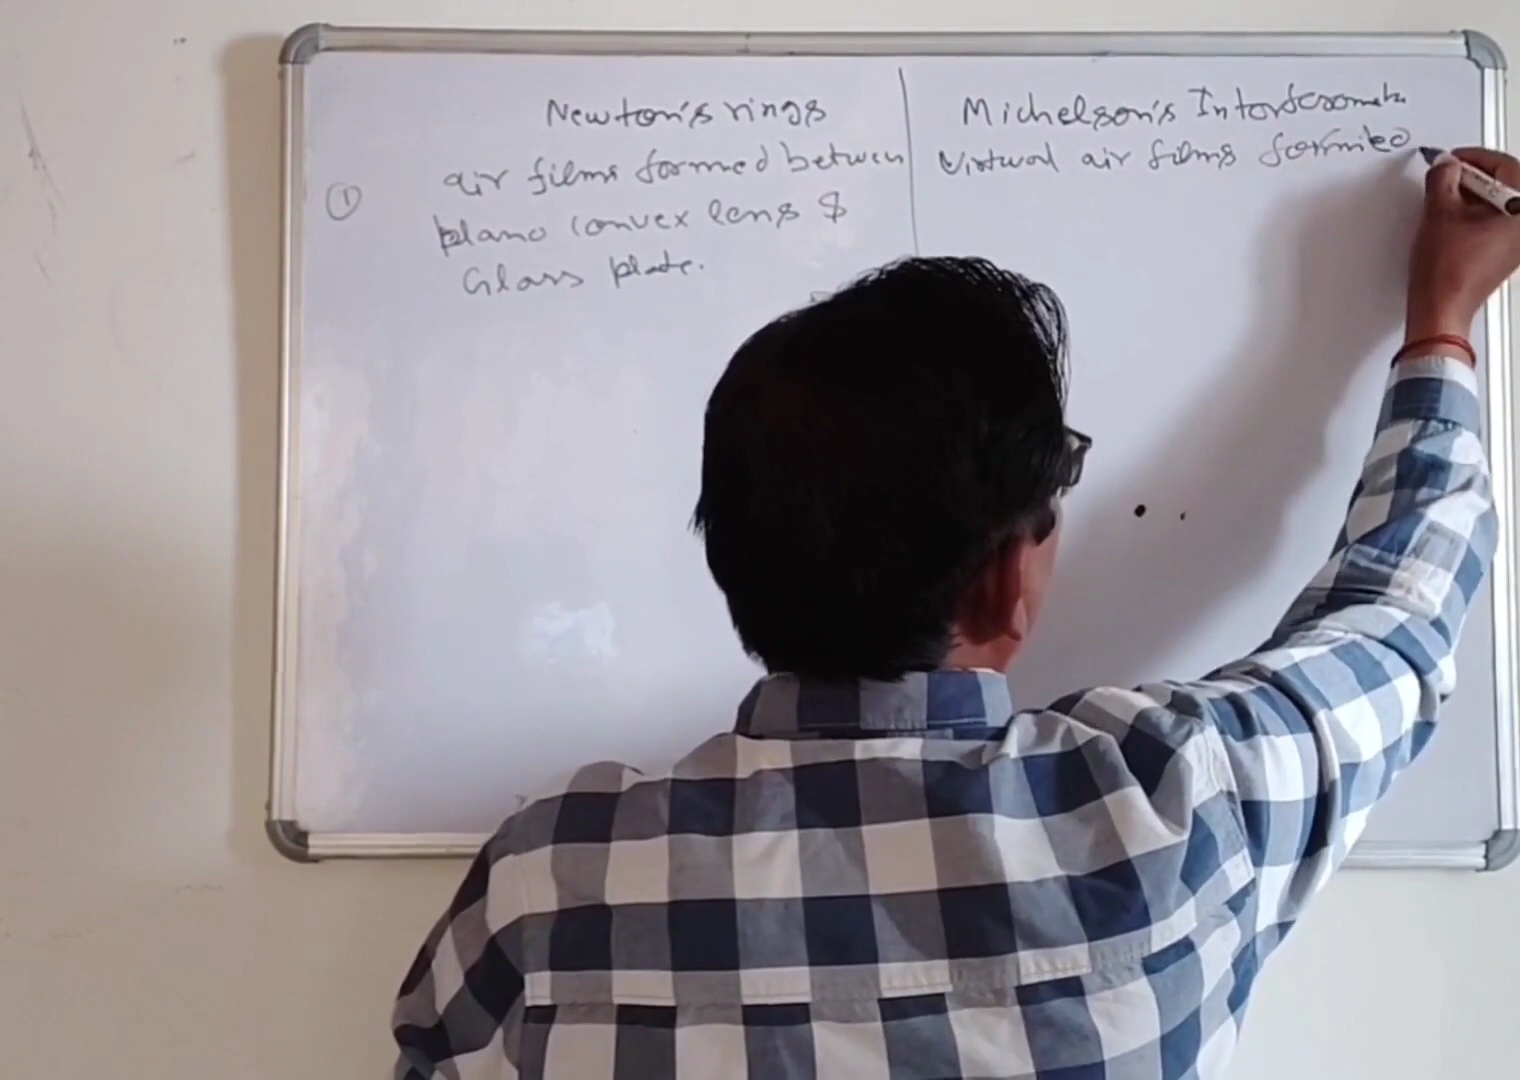 Newton's rings
① air films formed between
plano convex lens &
Glass plate.
Michelson's Interferometer
Virtual air films formed